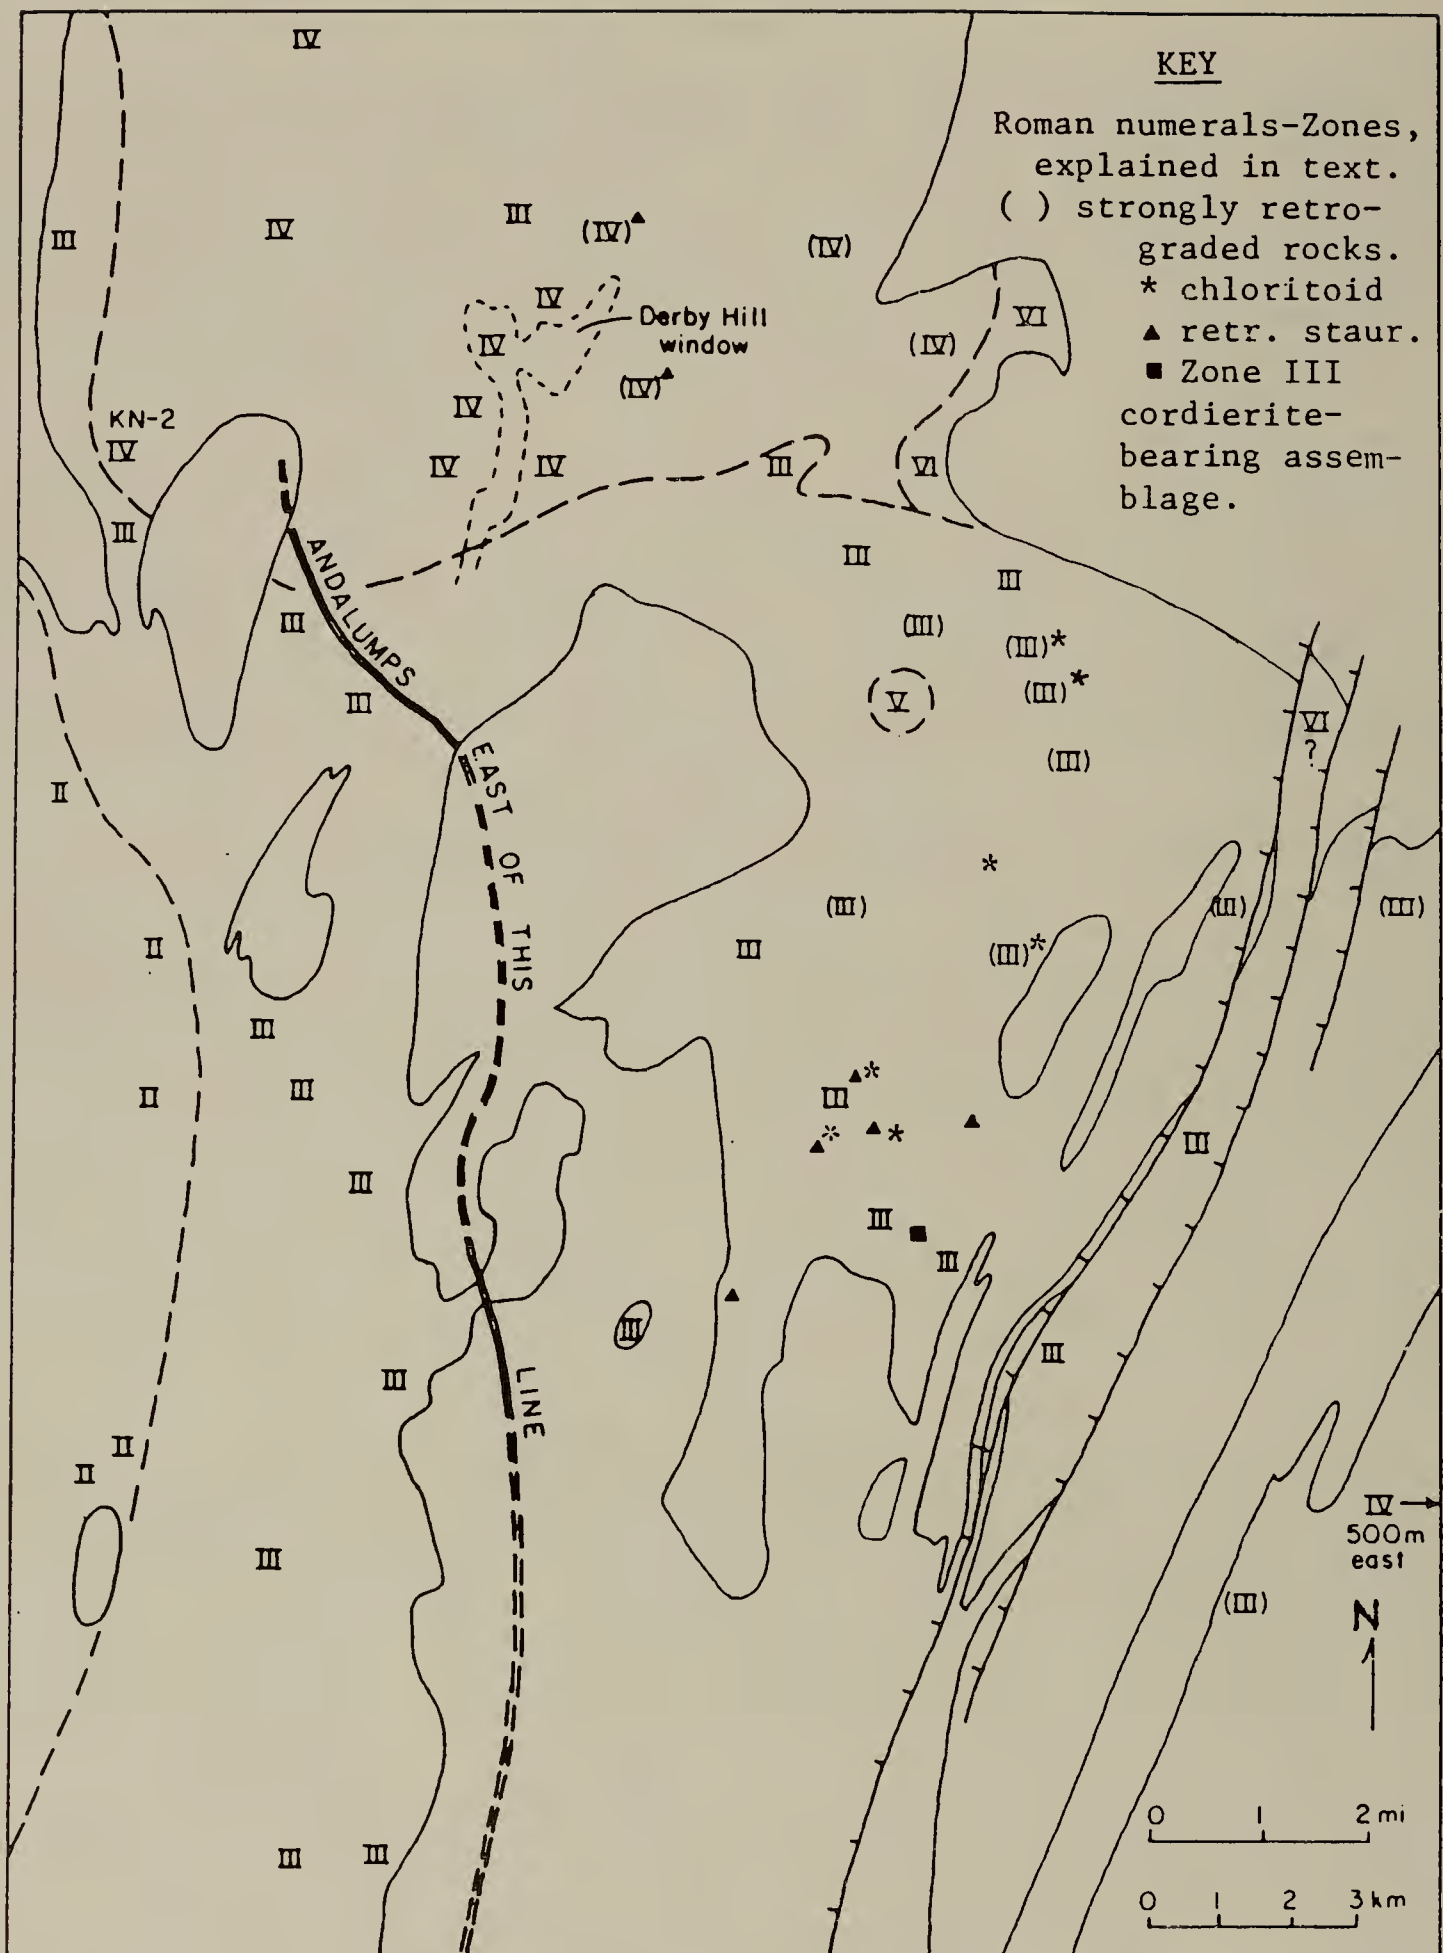 KEY
Roman numerals-Zones,
explained in text.
( ) strongly retro-
graded rocks.
* chloritoid
▲ retr. staur.
■ Zone III
cordierite-
bearing assem-
blage.
IV
III
IV
III
(IV)▲
(IV)
IV
Derby Hill
window
IV
(IV)▲
(IV)
VI
IV
KN-2
IV
IV
IV
III
VI
III
ANDALUMPS
EAST OF THIS
LINE
III
III
III
III
(III)
(III)*
(III)*
V
(III)
VI
?
II
*
(III)
(III)
(III)
II
III
(III)*
III
II
III
▲*
III
▲*
▲*
▲
III
III
III
■
III
▲
III
III
III
II
II
IV →
500m
east
III
(III)
N
0 1 2 mi
0 1 2 3 km
III
III